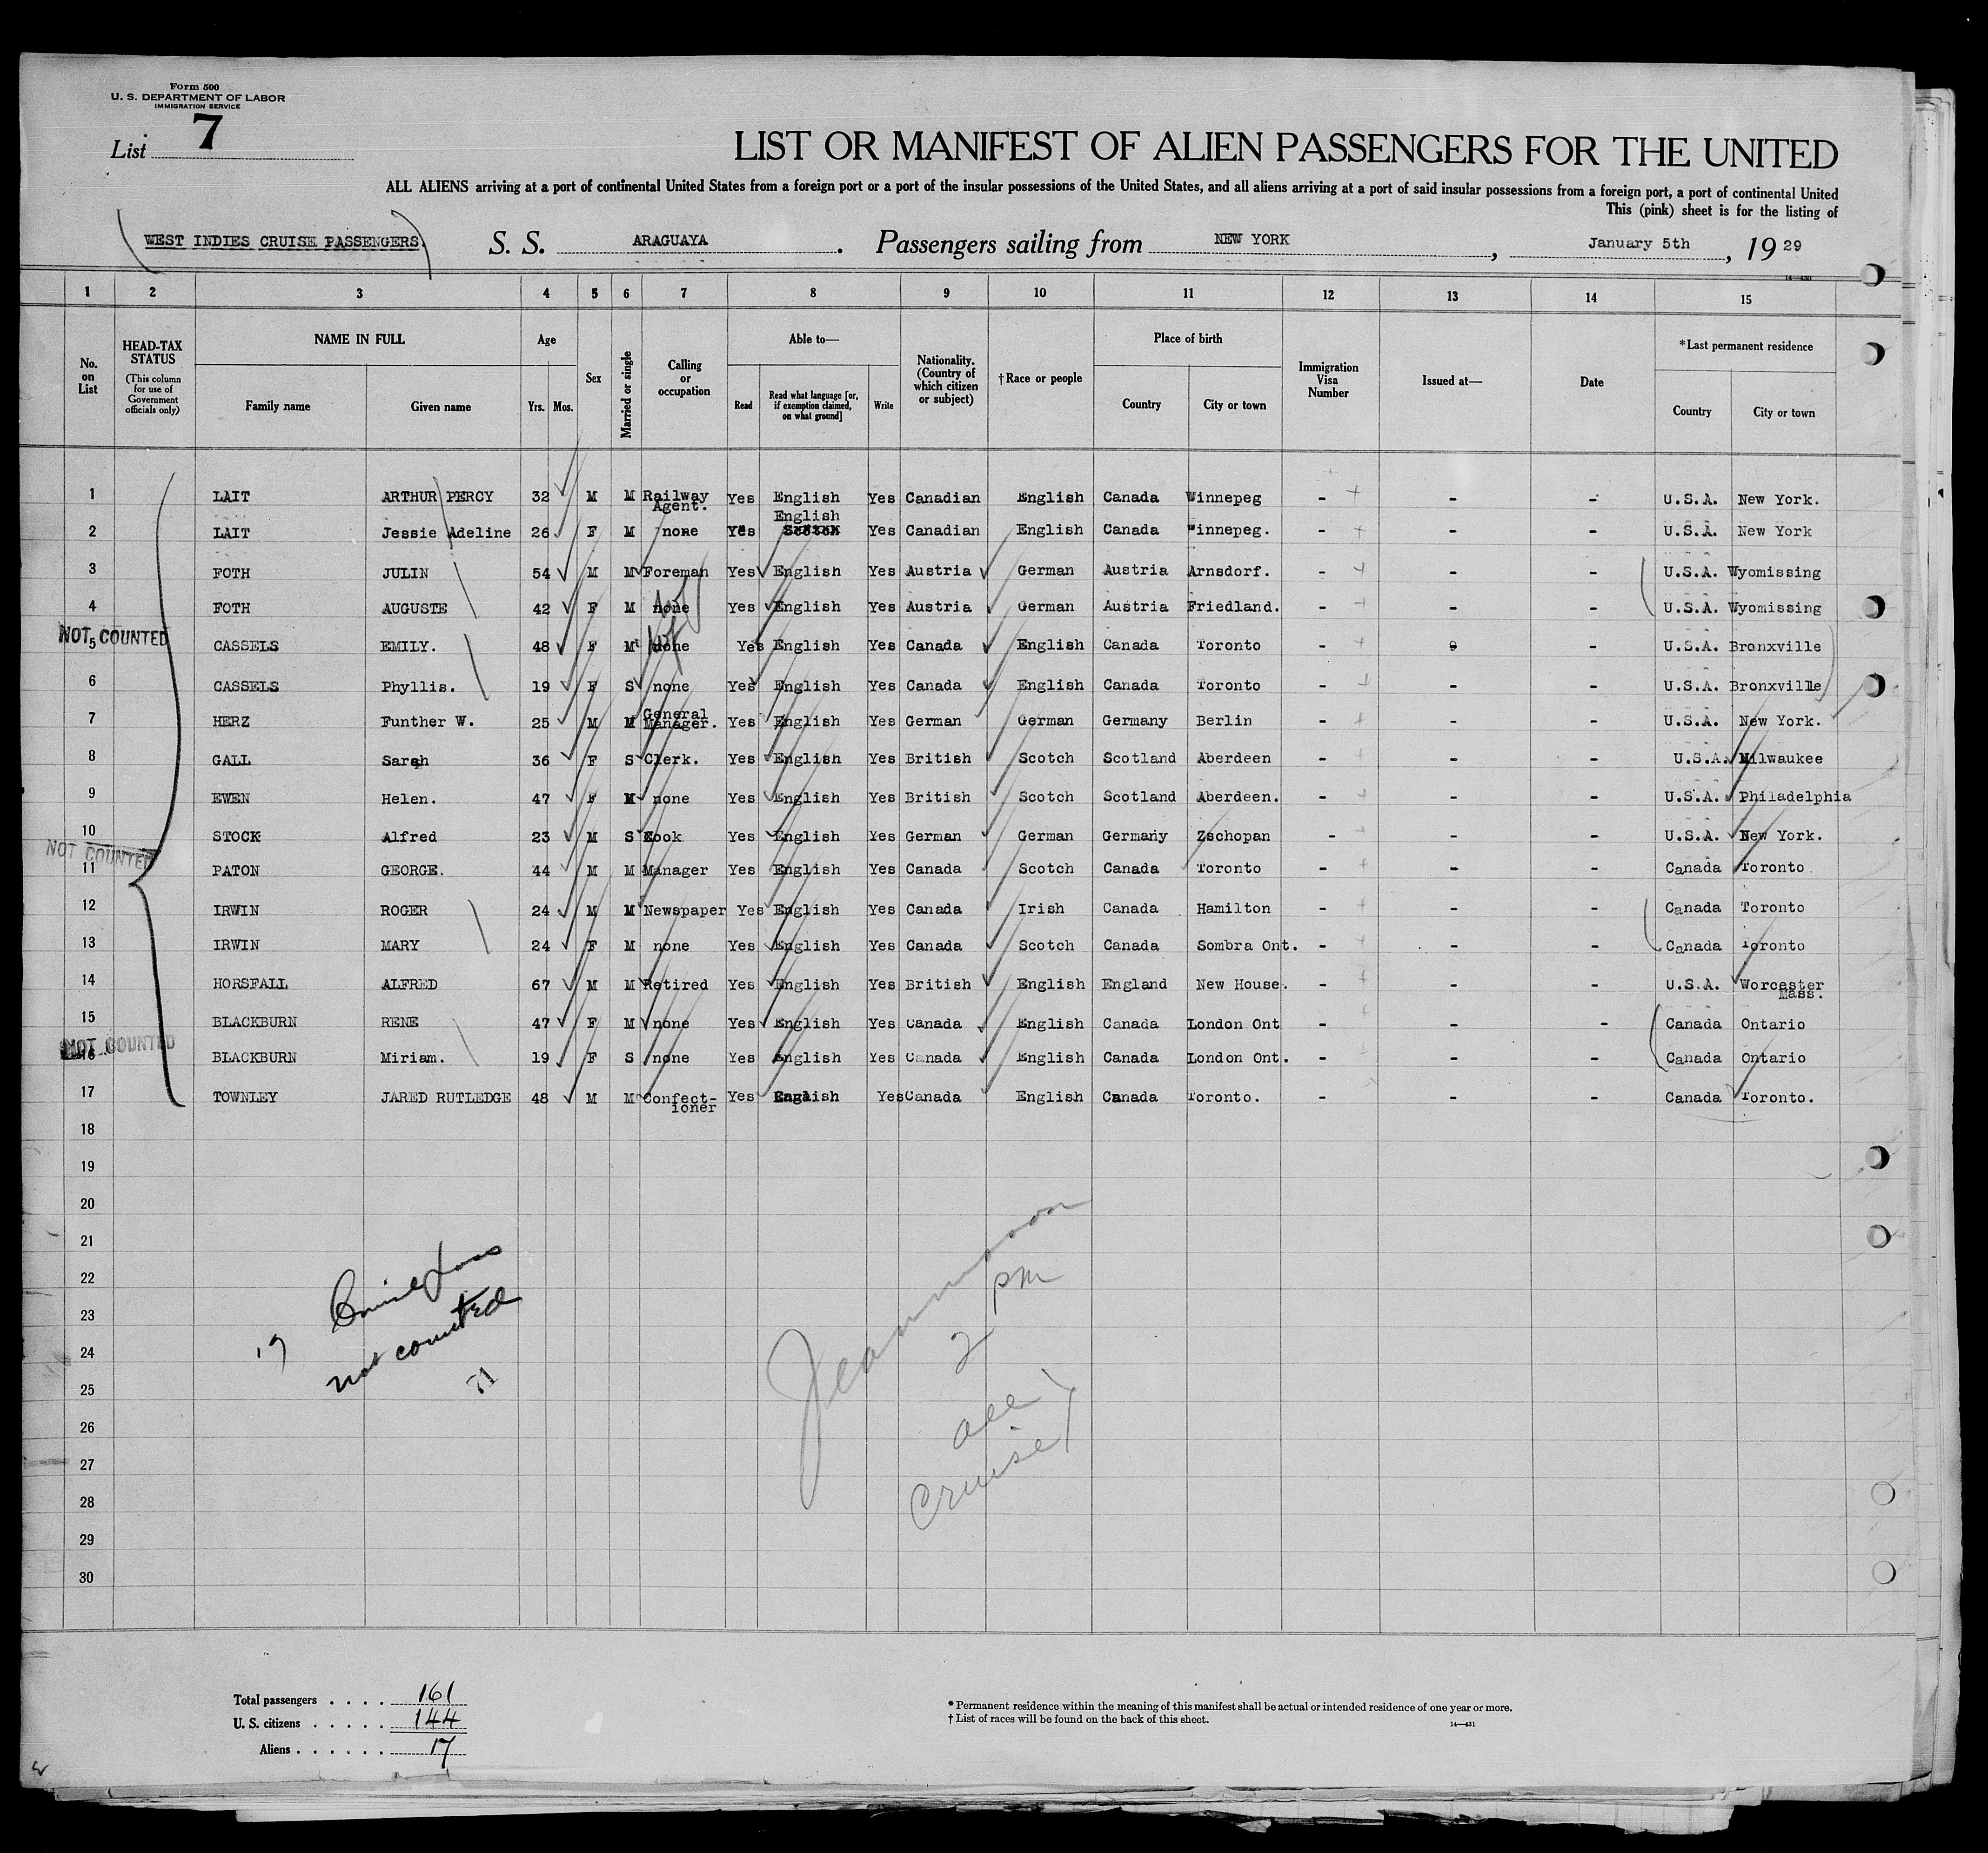 Form 500
U. S. DEPARTMENT OF LABOR
IMMIGRATION SERVICE
List 7
LIST OR MANIFEST OF ALIEN PASSENGERS FOR THE UNITED
ALL ALIENS arriving at a port of continental United States from a foreign port or a port of the insular possessions of the United States, and all aliens arriving at a port of said insular possessions from a foreign port, a port of continental United
This (pink) sheet is for the listing of
WEST INDIES CRUISE PASSENGERS. S. S. ARAGUAYA. Passengers sailing from NEW YORK, January 5th, 19 29
14—430
1 2 3 4 5 6 7 8 9 10 11 12 13 14 15
No. on List
HEAD-TAX STATUS (This column for use of Government officials only)
NAME IN FULL Family name Given name
Age Yrs. Mos.
Sex
Married or single
Calling or occupation
Able to— Read Read what language [or, if exemption claimed, on what ground] Write
Nationality. (Country of which citizen or subject)
†Race or people
Place of birth Country City or town
Immigration Visa Number
Issued at—
Date
*Last permanent residence Country City or town
1 LAIT ARTHUR PERCY 32 M M Railway Agent. Yes English Yes Canadian English Canada Winnepeg - - - U.S.A. New York.
2 LAIT Jessie Adeline 26 F M none Yes English Yes Canadian English Canada Winnepeg. - - - U.S.A. New York
3 FOTH JULIN 54 M M Foreman Yes English Yes Austria German Austria Arnsdorf. - - - U.S.A. Wyomissing
4 FOTH AUGUSTE 42 F M none Yes English Yes Austria German Austria Friedland. - - - U.S.A. Wyomissing
NOT COUNTED
5 CASSELS EMILY. 48 F M none Yes English Yes Canada English Canada Toronto - - U.S.A. Bronxville
6 CASSELS Phyllis. 19 F S none Yes English Yes Canada English Canada Toronto - - - U.S.A. Bronxville
7 HERZ Funther W. 25 M M General Manager. Yes English Yes German German Germany Berlin - - - U.S.A. New York.
8 GALL Sarah 36 F S Clerk. Yes English Yes British Scotch Scotland Aberdeen - - - U.S.A. Milwaukee
9 EWEN Helen. 47 F M none Yes English Yes British Scotch Scotland Aberdeen. - - - U.S.A. Philadelphia
10 STOCK Alfred 23 M S Kook Yes English Yes German German Germany Zschopan - - - U.S.A. New York.
NOT COUNTED
11 PATON GEORGE. 44 M M Manager Yes English Yes Canada Scotch Canada Toronto - - - Canada Toronto
12 IRWIN ROGER 24 M M Newspaper Yes English Yes Canada Irish Canada Hamilton - - - Canada Toronto
13 IRWIN MARY 24 F M none Yes English Yes Canada Scotch Canada Sombra Ont. - - - Canada Toronto
14 HORSFALL ALFRED 67 M M Retired Yes English Yes British English England New House. - - - U.S.A. Worcester Mass.
15 BLACKBURN RENE 47 F M none Yes English Yes Canada English Canada London Ont - - - Canada Ontario
NOT COUNTED
16 BLACKBURN Miriam. 19 F S none Yes English Yes Canada English Canada London Ont. - - - Canada Ontario
17 TOWNLEY JARED RUTLEDGE 48 M M Confectioner Yes English Yes Canada English Canada Toronto. - - - Canada Toronto.
18
19
20
21
22
23
24
25
26
27
28
29
30
17
not counted
71
2 pm
all
cruise
Total passengers . . . . 161
U. S. citizens . . . . . 144
Aliens . . . . . . 17
* Permanent residence within the meaning of this manifest shall be actual or intended residence of one year or more.
† List of races will be found on the back of this sheet.
14—431